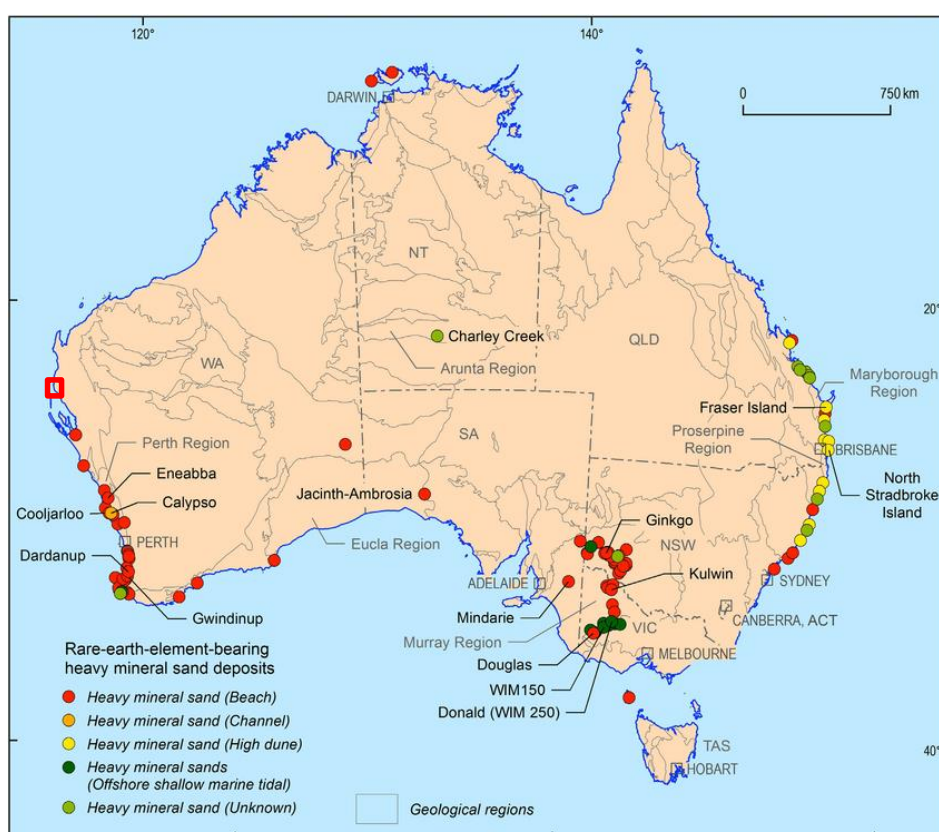 120°
140°
DARWIN
0
750 km
NT
20°
Charley Creek
QLD
Arunta Region
WA
Maryborough
Region
Fraser Island
SA
Proserpine
Region
Perth Region
BRISBANE
Eneabba
North
Stradbroke
Island
Jacinth-Ambrosia
Calypso
Cooljarloo
Ginkgo
PERTH
Eucla Region
NSW
Dardanup
Kulwin
ADELAIDE
SYDNEY
Mindarie
CANBERRA, ACT
Gwindinup
VIC
Murray Region
MELBOURNE
Douglas
WIM150
Donald (WIM 250)
Rare-earth-element-bearing
heavy mineral sand deposits
Heavy mineral sand (Beach)
Heavy mineral sand (Channel)
Heavy mineral sand (High dune)
Heavy mineral sands
(Offshore shallow marine tidal)
Heavy mineral sand (Unknown)
Geological regions
TAS
40°
HOBART